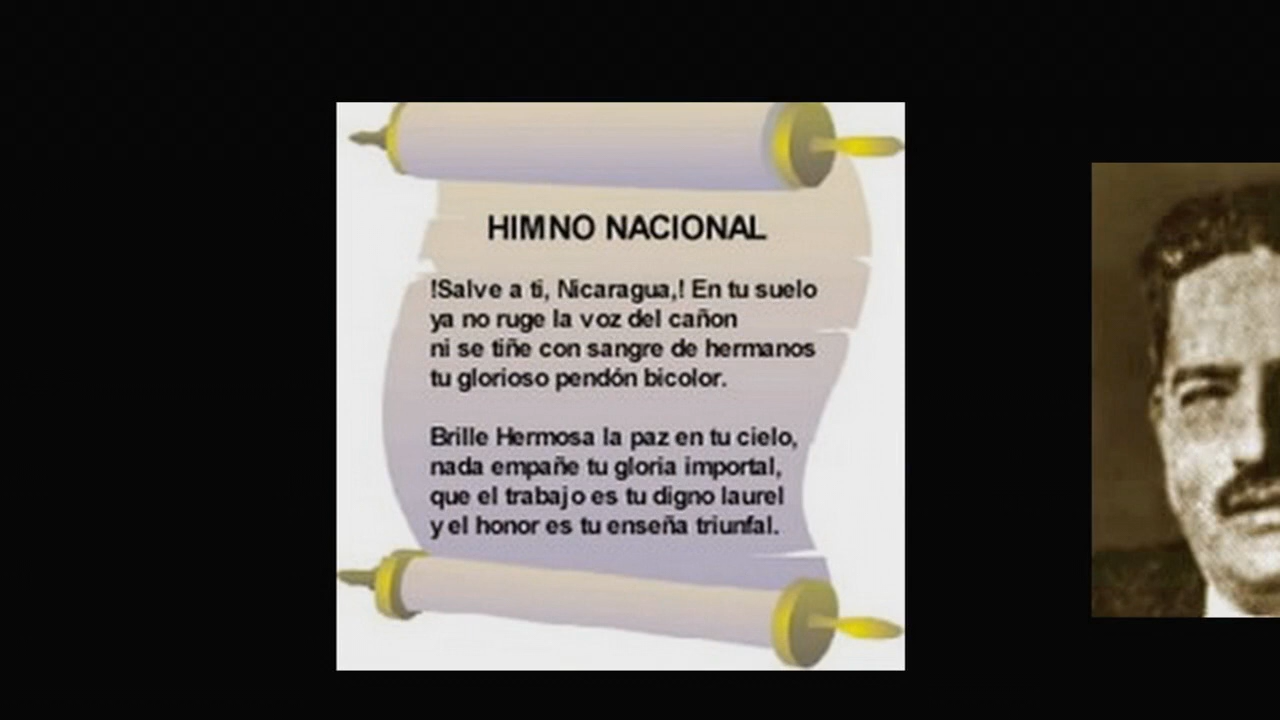 HIMNO NACIONAL
!Salve a ti, Nicaragua,! En tu suelo
ya no ruge la voz del cañon
ni se tiñe con sangre de hermanos
tu glorioso pendón bicolor.
Brille Hermosa la paz en tu cielo,
nada empañe tu gloria importal,
que el trabajo es tu digno laurel
y el honor es tu enseña triunfal.